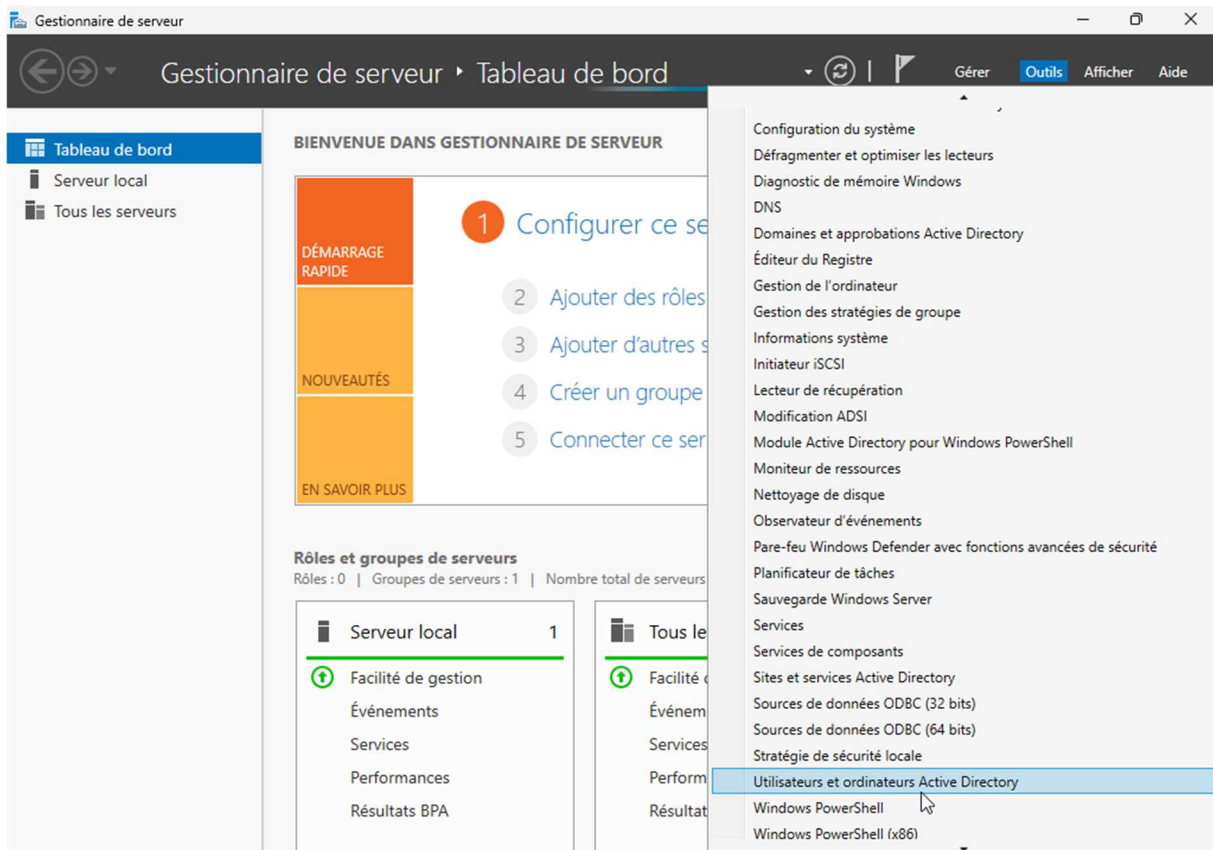 Gestionnaire de serveur
Gestionnaire de serveur ‣ Tableau de bord
Gérer
Outils
Afficher
Aide
Tableau de bord
Serveur local
Tous les serveurs
BIENVENUE DANS GESTIONNAIRE DE SERVEUR
DÉMARRAGE
RAPIDE
NOUVEAUTÉS
EN SAVOIR PLUS
1 Configurer ce se
2 Ajouter des rôles
3 Ajouter d'autres s
4 Créer un groupe
5 Connecter ce ser
Rôles et groupes de serveurs
Rôles : 0 | Groupes de serveurs : 1 | Nombre total de serveurs
Serveur local 1
Facilité de gestion
Événements
Services
Performances
Résultats BPA
Tous le
Facilité
Événem
Services
Perform
Résultat
Configuration du système
Défragmenter et optimiser les lecteurs
Diagnostic de mémoire Windows
DNS
Domaines et approbations Active Directory
Éditeur du Registre
Gestion de l'ordinateur
Gestion des stratégies de groupe
Informations système
Initiateur iSCSI
Lecteur de récupération
Modification ADSI
Module Active Directory pour Windows PowerShell
Moniteur de ressources
Nettoyage de disque
Observateur d'événements
Pare-feu Windows Defender avec fonctions avancées de sécurité
Planificateur de tâches
Sauvegarde Windows Server
Services
Services de composants
Sites et services Active Directory
Sources de données ODBC (32 bits)
Sources de données ODBC (64 bits)
Stratégie de sécurité locale
Utilisateurs et ordinateurs Active Directory
Windows PowerShell
Windows PowerShell (x86)